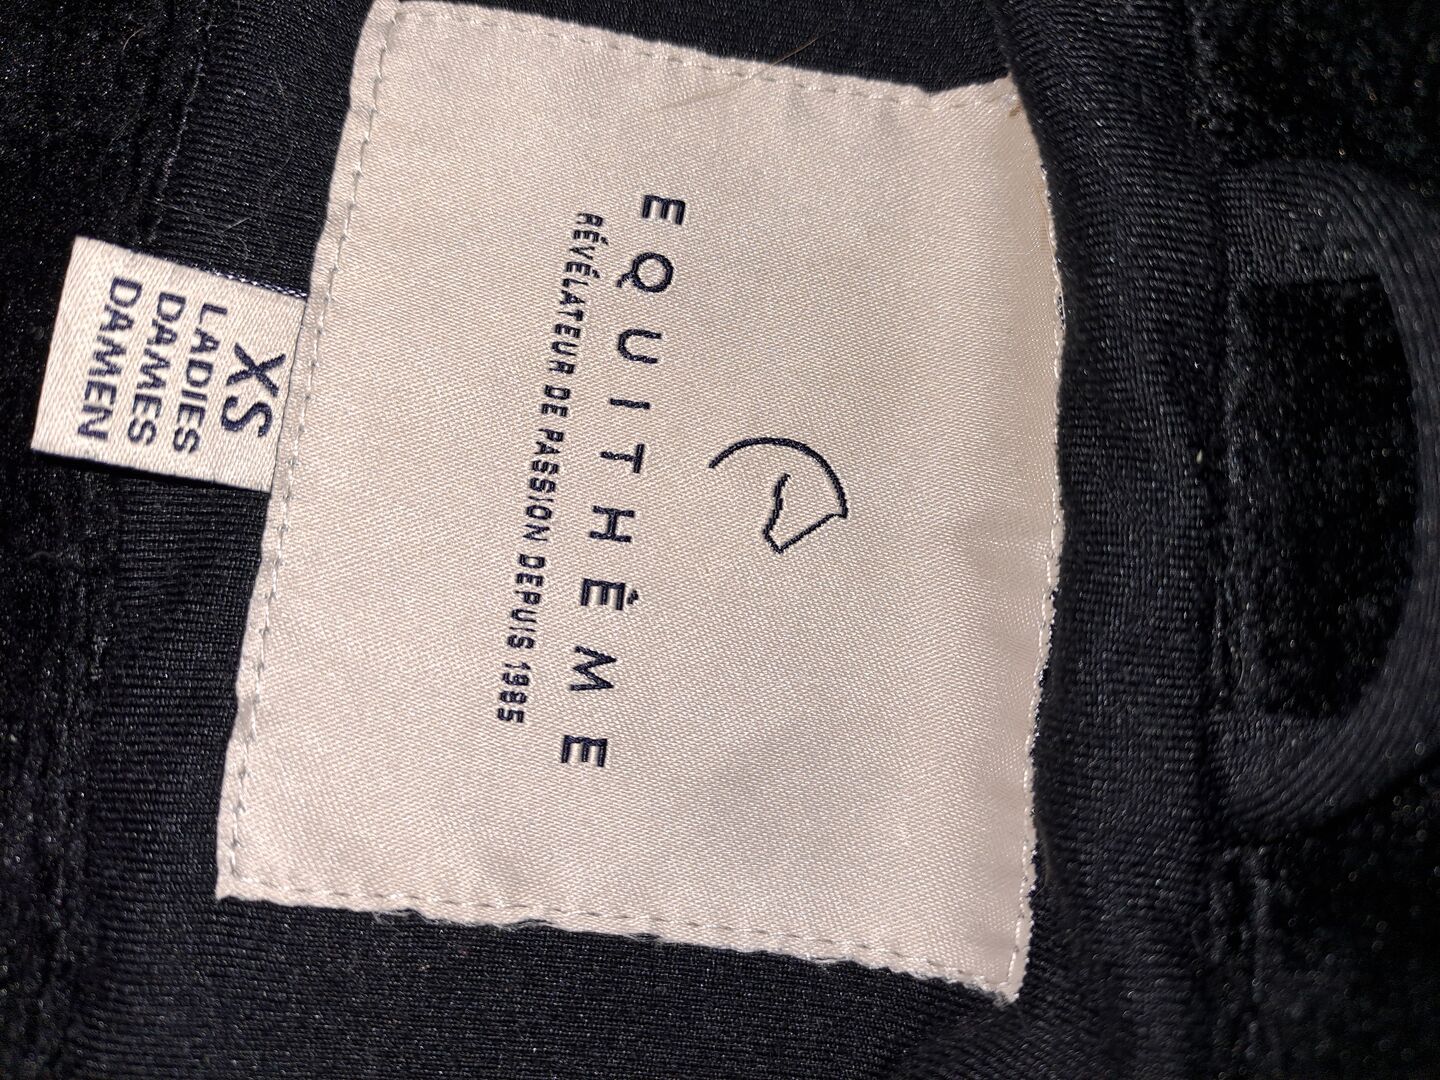 EQUITHÈME
RÉVÉLATEUR DE PASSION DEPUIS 1985
XS
LADIES
DAMES
DAMEN